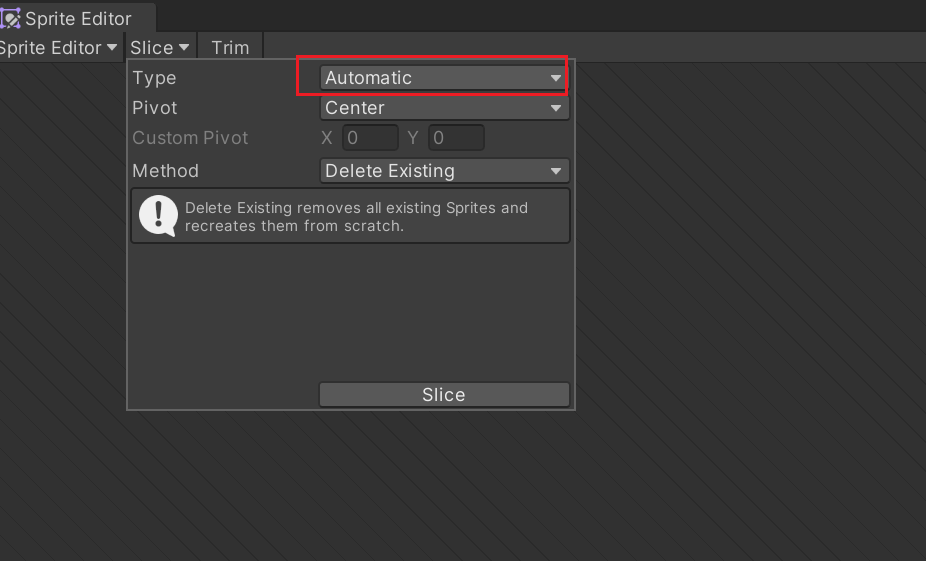 Sprite Editor
Sprite Editor Slice Trim
Type Automatic
Pivot Center
Custom Pivot X 0 Y 0
Method Delete Existing
Delete Existing removes all existing Sprites and
recreates them from scratch.
Slice